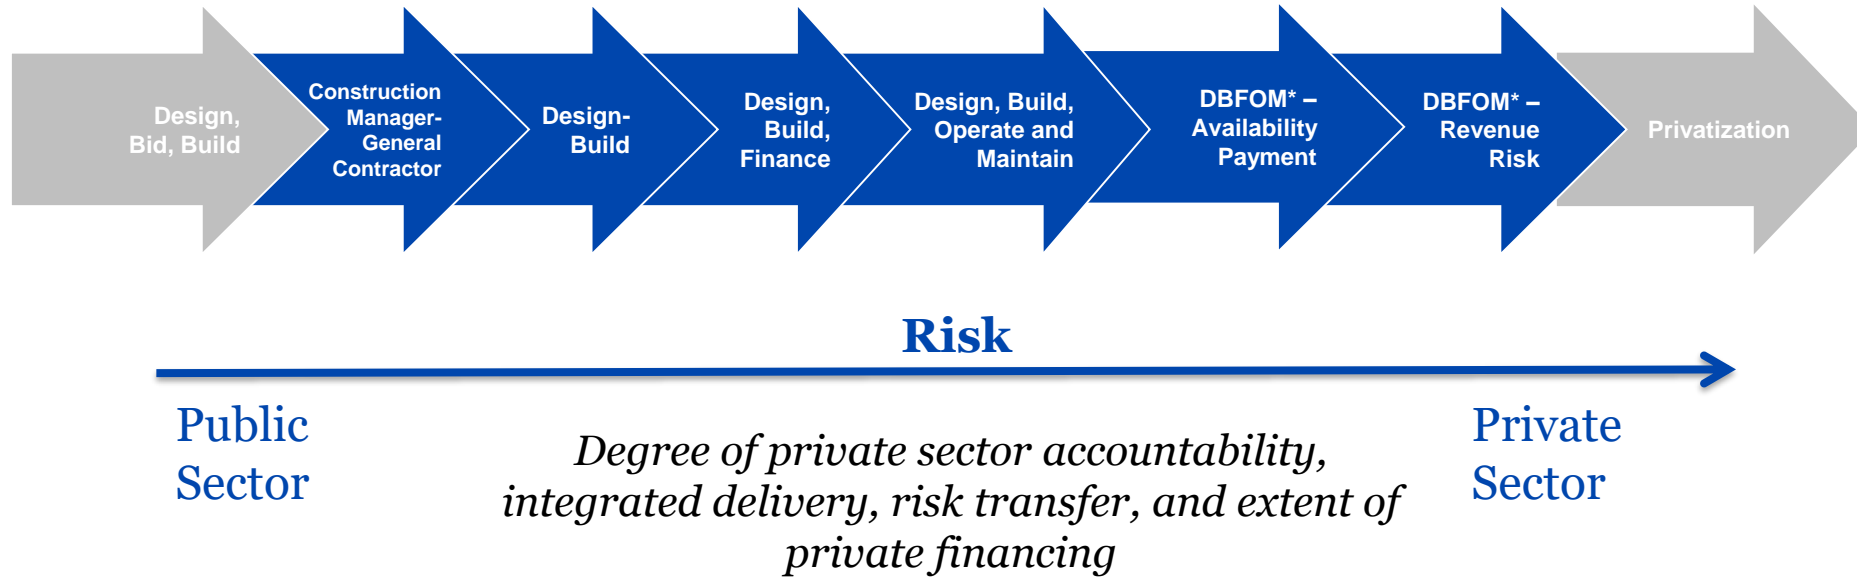 Design,
Bid, Build
Construction
Manager-
General
Contractor
Design-
Build
Design,
Build,
Finance
Design, Build,
Operate and
Maintain
DBFOM* –
Availability
Payment
DBFOM* –
Revenue
Risk
Privatization
Risk
Public
Sector
Degree of private sector accountability,
integrated delivery, risk transfer, and extent of
private financing
Private
Sector